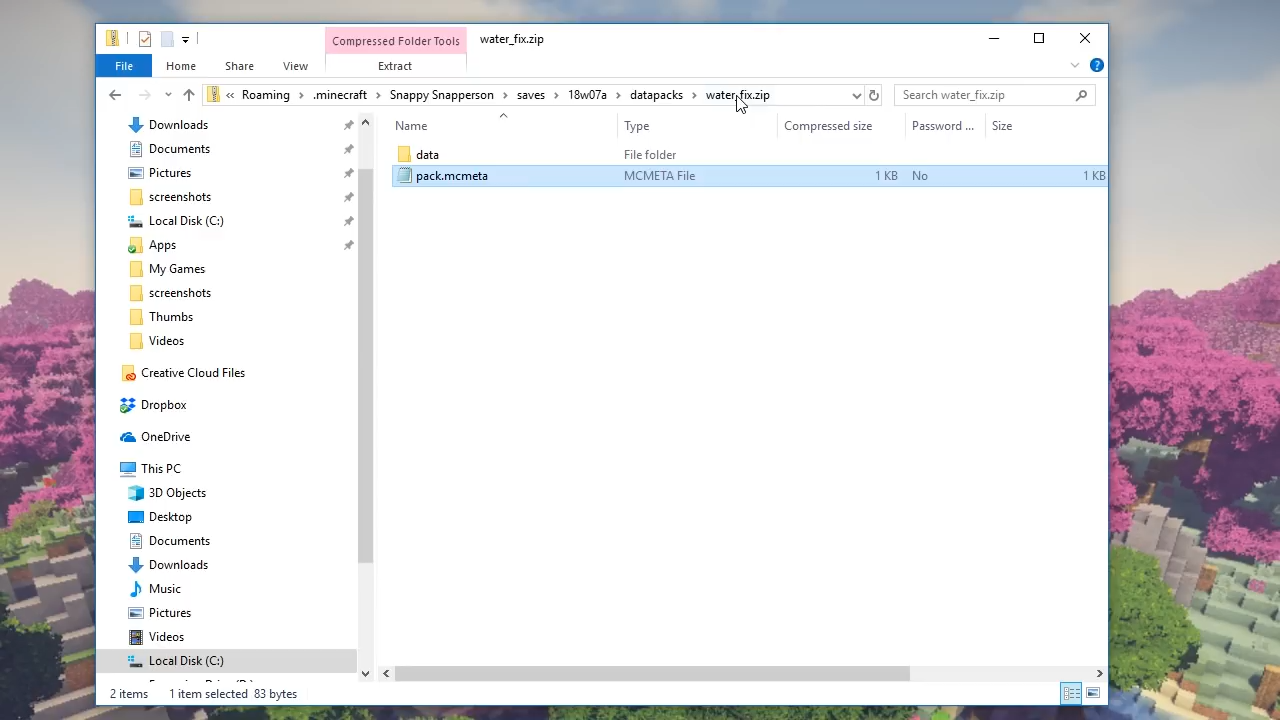 Compressed Folder Tools
water_fix.zip
File
Home
Share
View
Extract
?
« Roaming > .minecraft > Snappy Snapperson > saves > 18w07a > datapacks > water_fix.zip
Search water_fix.zip
Name
Type
Compressed size
Password ...
Size
data
File folder
pack.mcmeta
MCMETA File
1 KB
No
1 KB
Downloads
Documents
Pictures
screenshots
Local Disk (C:)
Apps
My Games
screenshots
Thumbs
Videos
Creative Cloud Files
Dropbox
OneDrive
This PC
3D Objects
Desktop
Documents
Downloads
Music
Pictures
Videos
Local Disk (C:)
2 items
1 item selected 83 bytes